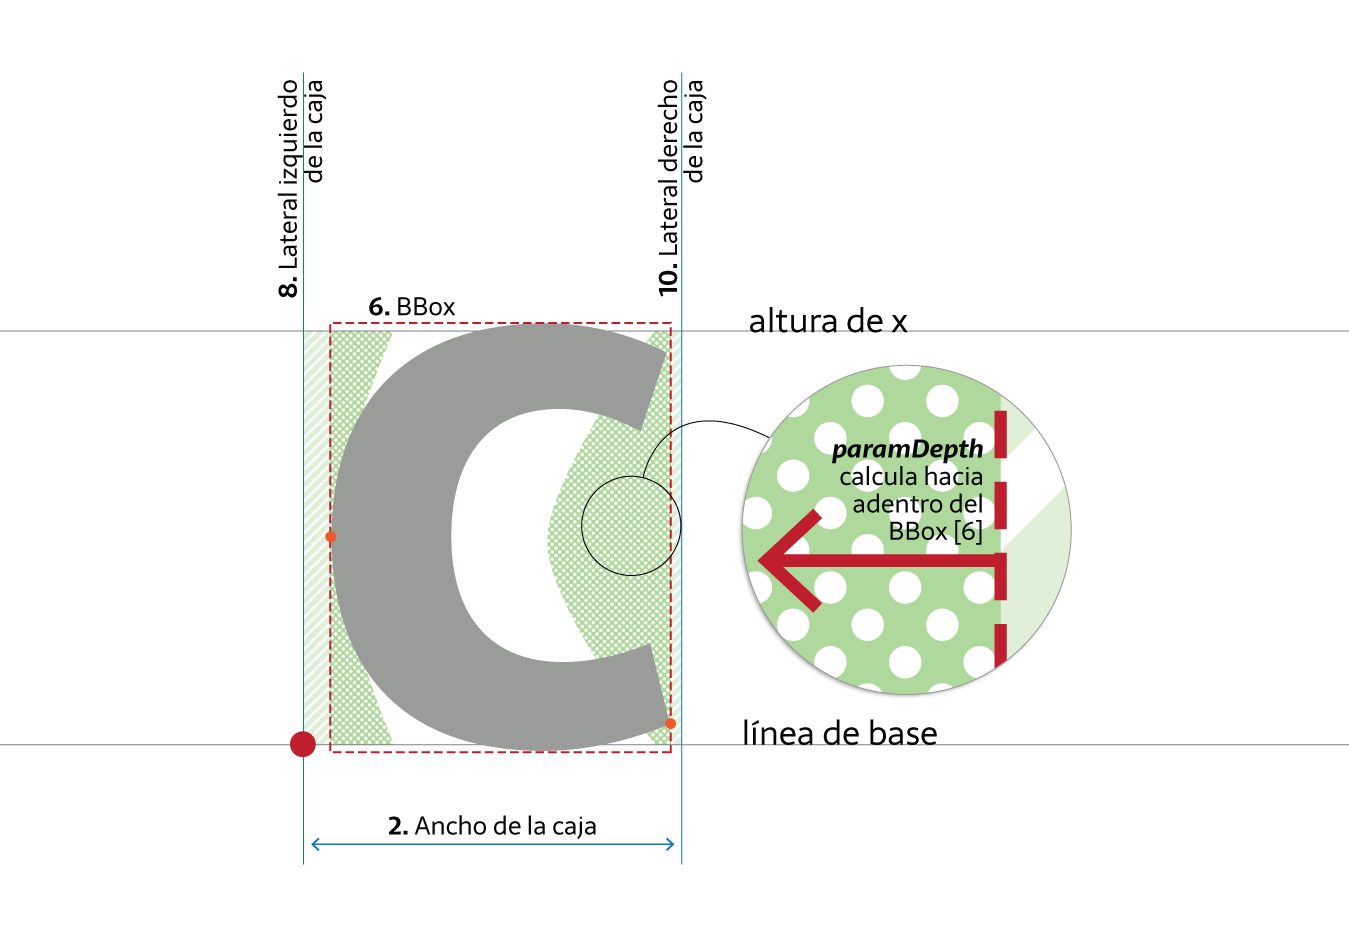 8. Lateral izquierdo
de la caja
10. Lateral derecho
de la caja
6. BBox
altura de x
paramDepth
calcula hacia
adentro del
BBox [6]
línea de base
2. Ancho de la caja